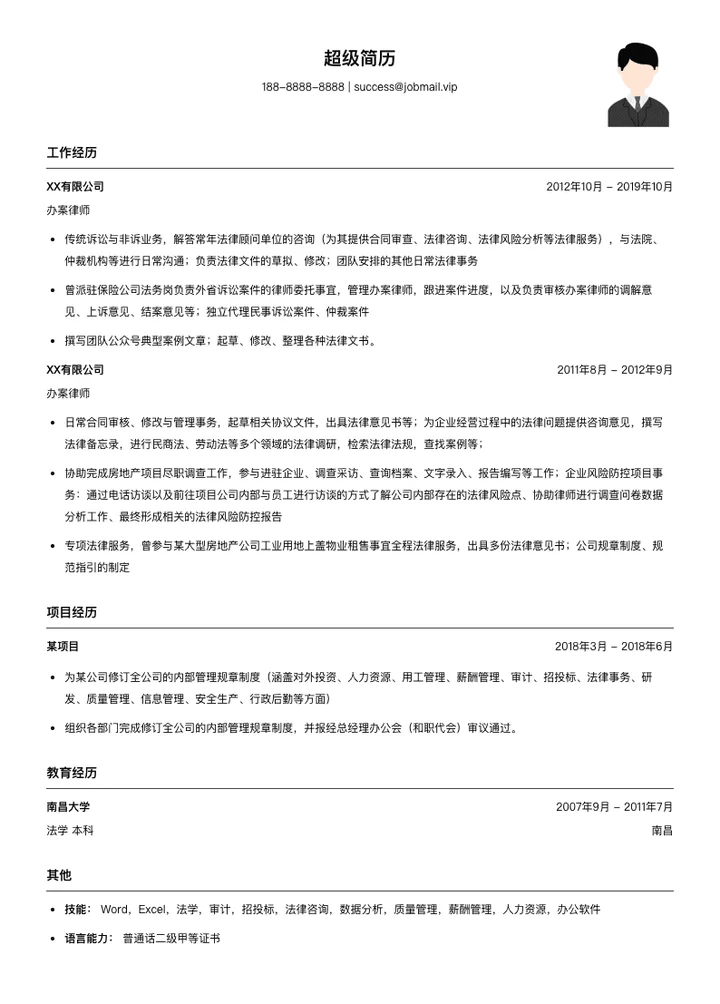 超级简历
188-8888-8888 | success@jobmail.vip
工作经历
XX有限公司 2012年10月 – 2019年10月
办案律师
• 传统诉讼与非诉业务，解答常年法律顾问单位的咨询（为其提供合同审查、法律咨询、法律风险分析等法律服务），与法院、
仲裁机构等进行日常沟通；负责法律文件的草拟、修改；团队安排的其他日常法律事务
• 曾派驻保险公司法务岗负责外省诉讼案件的律师委托事宜，管理办案律师，跟进案件进度，以及负责审核办案律师的调解意
见、上诉意见、结案意见等；独立代理民事诉讼案件、仲裁案件
• 撰写团队公众号典型案例文章；起草、修改、整理各种法律文书。
XX有限公司 2011年8月 – 2012年9月
办案律师
• 日常合同审核、修改与管理事务，起草相关协议文件，出具法律意见书等；为企业经营过程中的法律问题提供咨询意见，撰写
法律备忘录，进行民商法、劳动法等多个领域的法律调研，检索法律法规，查找案例等；
• 协助完成房地产项目尽职调查工作，参与进驻企业、调查采访、查询档案、文字录入、报告编写等工作；企业风险防控项目事
务：通过电话访谈以及前往项目公司内部与员工进行访谈的方式了解公司内部存在的法律风险点、协助律师进行调查问卷数据
分析工作、最终形成相关的法律风险防控报告
• 专项法律服务，曾参与某大型房地产公司工业用地上盖物业租售事宜全程法律服务，出具多份法律意见书；公司规章制度、规
范指引的制定
项目经历
某项目 2018年3月 – 2018年6月
• 为某公司修订全公司的内部管理规章制度（涵盖对外投资、人力资源、用工管理、薪酬管理、审计、招投标、法律事务、研
发、质量管理、信息管理、安全生产、行政后勤等方面）
• 组织各部门完成修订全公司的内部管理规章制度，并报经总经理办公会（和职代会）审议通过。
教育经历
南昌大学 2007年9月 – 2011年7月
法学 本科 南昌
其他
• 技能： Word，Excel，法学，审计，招投标，法律咨询，数据分析，质量管理，薪酬管理，人力资源，办公软件
• 语言能力： 普通话二级甲等证书